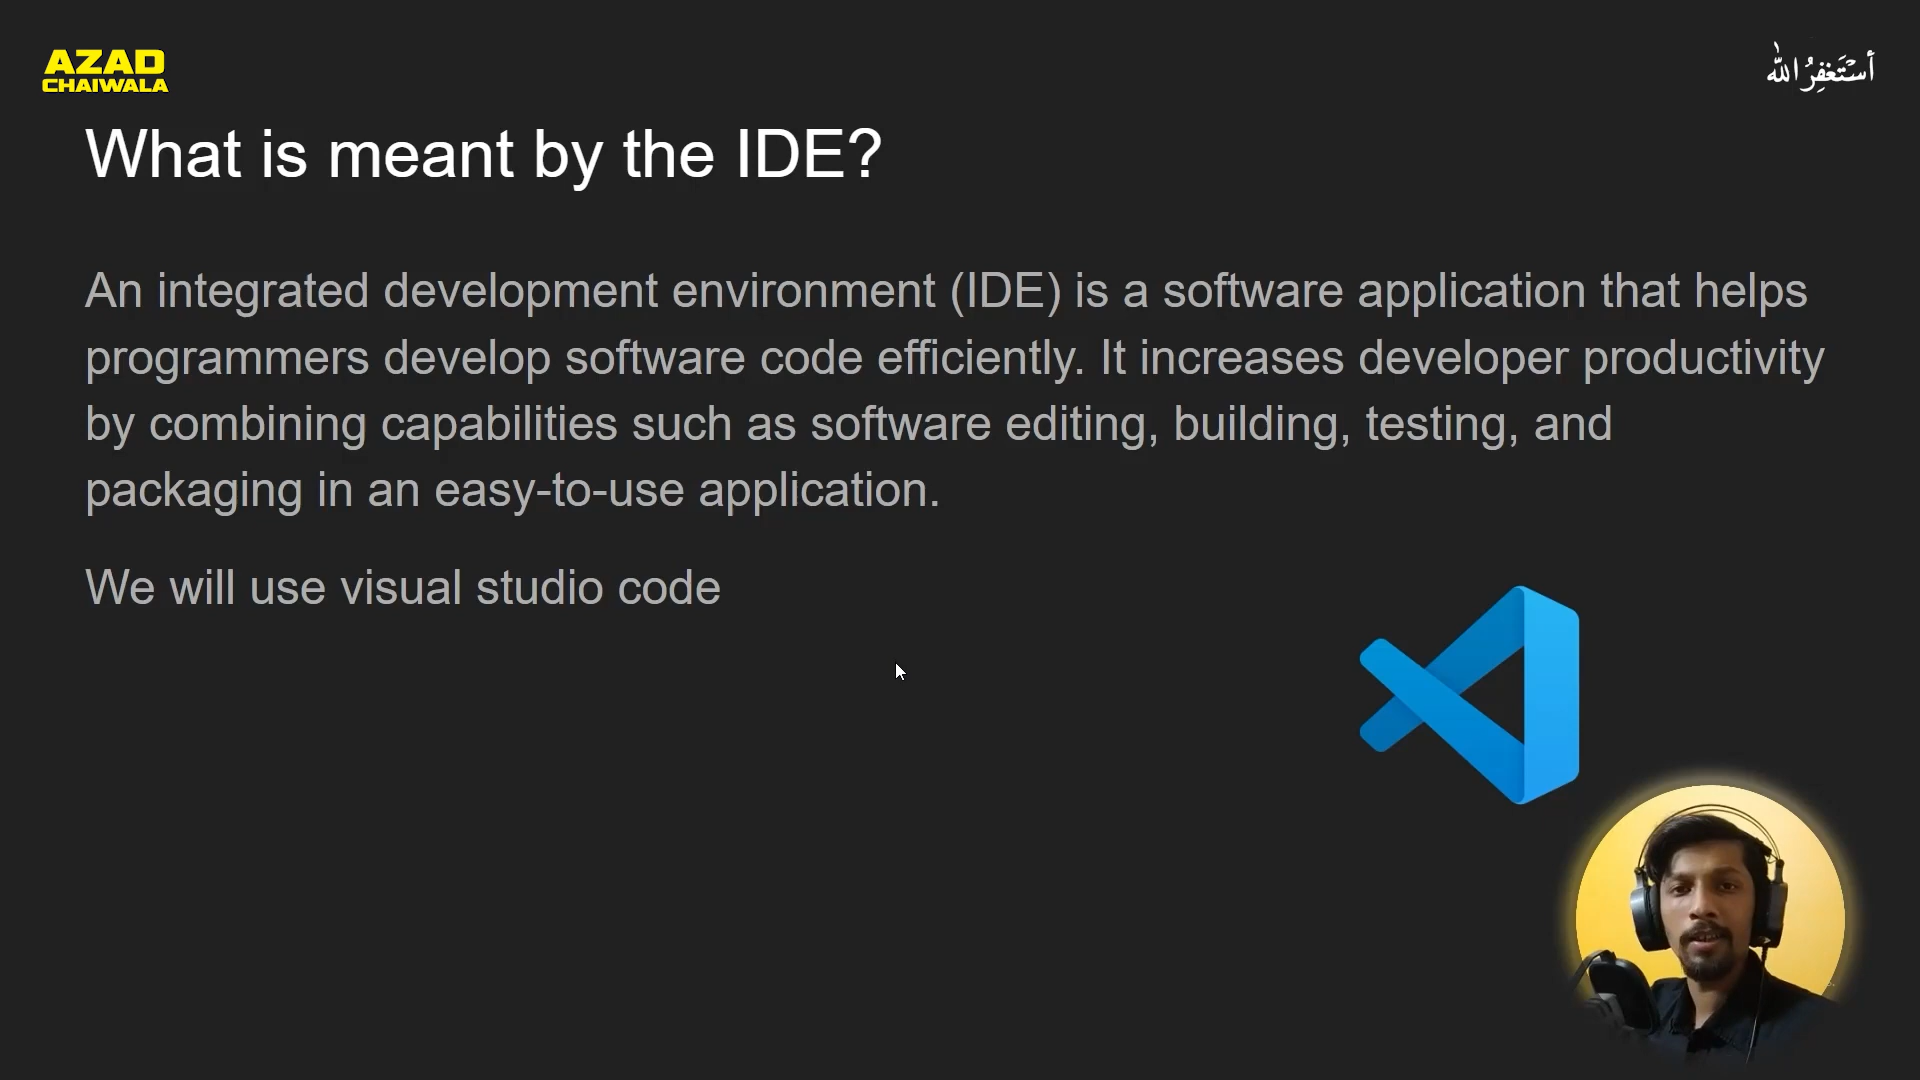 AZAD
CHAIWALA
أَسْتَغْفِرُ اللّٰه
What is meant by the IDE?
An integrated development environment (IDE) is a software application that helps
programmers develop software code efficiently. It increases developer productivity
by combining capabilities such as software editing, building, testing, and
packaging in an easy-to-use application.
We will use visual studio code